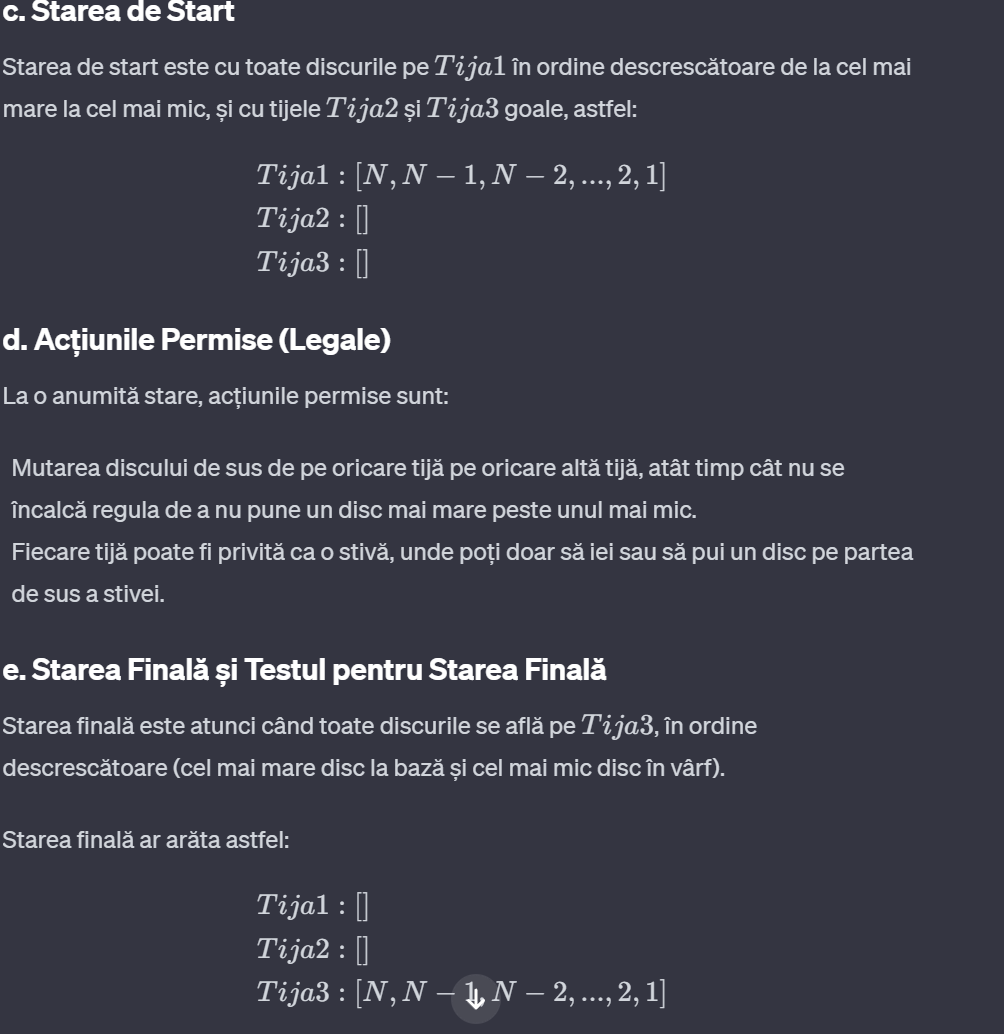 c. Starea de Start
Starea de start este cu toate discurile pe Tija1 în ordine descrescătoare de la cel mai
mare la cel mai mic, și cu tijele Tija2 și Tija3 goale, astfel:
Tija1 : [N, N − 1, N − 2, ..., 2, 1]
Tija2 : []
Tija3 : []
d. Acțiunile Permise (Legale)
La o anumită stare, acțiunile permise sunt:
Mutarea discului de sus de pe oricare tijă pe oricare altă tijă, atât timp cât nu se
încalcă regula de a nu pune un disc mai mare peste unul mai mic.
Fiecare tijă poate fi privită ca o stivă, unde poți doar să iei sau să pui un disc pe partea
de sus a stivei.
e. Starea Finală și Testul pentru Starea Finală
Starea finală este atunci când toate discurile se află pe Tija3, în ordine
descrescătoare (cel mai mare disc la bază și cel mai mic disc în vârf).
Starea finală ar arăta astfel:
Tija1 : []
Tija2 : []
Tija3 : [N, N − 1, N − 2, ..., 2, 1]